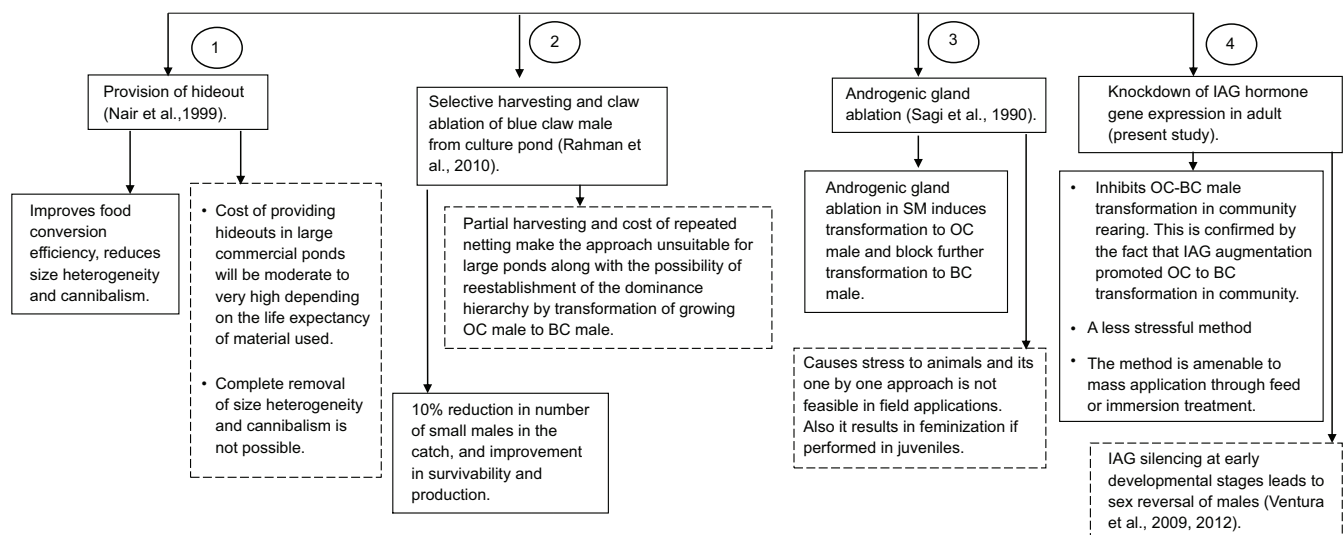 1
Provision of hideout
(Nair et al.,1999).
Improves food
conversion
efficiency, reduces
size heterogeneity
and cannibalism.
• Cost of providing
hideouts in large
commercial ponds
will be moderate to
very high depending
on the life expectancy
of material used.
• Complete removal
of size heterogeneity
and cannibalism is
not possible.
2
Selective harvesting and claw
ablation of blue claw male
from culture pond (Rahman
et al., 2010).
Partial harvesting and cost of repeated
netting make the approach unsuitable for
large ponds along with the possibility of
reestablishment of the dominance
hierarchy by transformation of growing
OC male to BC male.
10% reduction in number
of small males in the
catch, and improvement
in survivability and
production.
3
Androgenic gland
ablation (Sagi et al., 1990).
Androgenic gland
ablation in SM induces
transformation to OC
male and block further
transformation to BC
male.
Causes stress to animals and its
one by one approach is not
feasible in field applications.
Also it results in feminization if
performed in juveniles.
4
Knockdown of IAG hormone
gene expression in adult
(present study).
• Inhibits OC-BC male
transformation in community
rearing. This is confirmed by
the fact that IAG augmentation
promoted OC to BC
transformation in community.
• A less stressful method
• The method is amenable to
mass application through feed
or immersion treatment.
IAG silencing at early
developmental stages leads to
sex reversal of males (Ventura
et al., 2009, 2012).